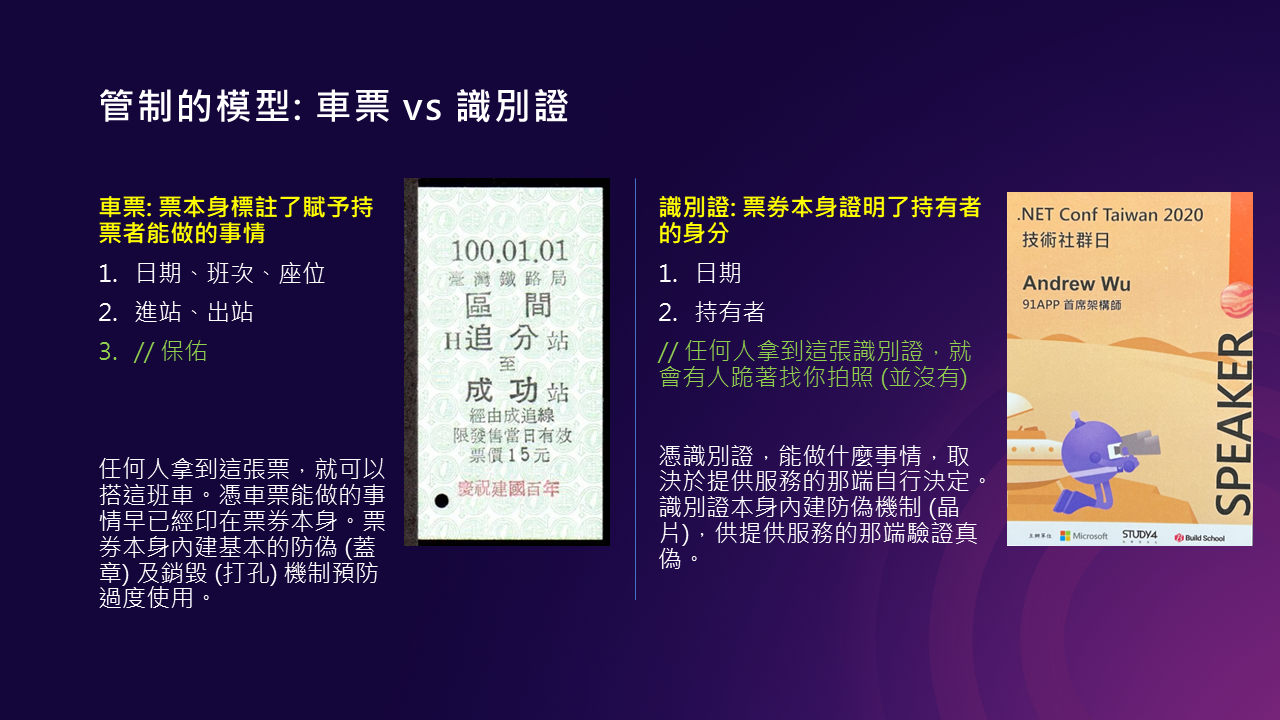 管制的模型: 車票 vs 識別證
車票: 票本身標註了賦予持
票者能做的事情
1. 日期、班次、座位
2. 進站、出站
3. // 保佑
任何人拿到這張票，就可以
搭這班車。憑車票能做的事
情早已經印在票券本身。票
券本身內建基本的防偽 (蓋
章) 及銷毀 (打孔) 機制預防
過度使用。
100.01.01
臺灣鐵路局
區 間
H追 分 站
至
成 功 站
經由成追線
限發售當日有效
票價15元
慶祝建國百年
識別證: 票券本身證明了持有者
的身分
1. 日期
2. 持有者
// 任何人拿到這張識別證，就
會有人跪著找你拍照 (並沒有)
憑識別證，能做什麼事情，取
決於提供服務的那端自行決定。
識別證本身內建防偽機制 (晶
片)，供提供服務的那端驗證真
偽。
.NET Conf Taiwan 2020
技術社群日
Andrew Wu
91APP 首席架構師
SPEAKER
主辦單位
Microsoft
STUDY4
Build School